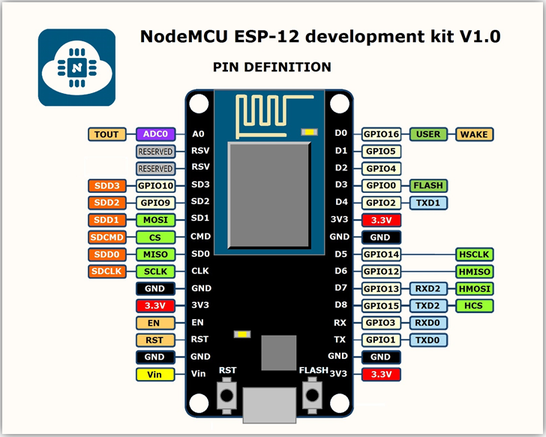 NodeMCU ESP-12 development kit V1.0
N
PIN DEFINITION
TOUT ADC0 A0 D0 GPIO16 USER WAKE
RESERVED RSV D1 GPIO5
RESERVED RSV D2 GPIO4
SDD3 GPIO10 SD3 D3 GPIO0 FLASH
SDD2 GPIO9 SD2 D4 GPIO2 TXD1
SDD1 MOSI SD1 3V3 3.3V
SDCMD CS CMD GND GND
SDD0 MISO SD0 D5 GPIO14 HSCLK
SDCLK SCLK CLK D6 GPIO12 HMISO
GND GND D7 GPIO13 RXD2 HMOSI
3.3V 3V3 D8 GPIO15 TXD2 HCS
EN EN RX GPIO3 RXD0
RST RST TX GPIO1 TXD0
GND GND GND GND
Vin Vin RST FLASH 3V3 3.3V